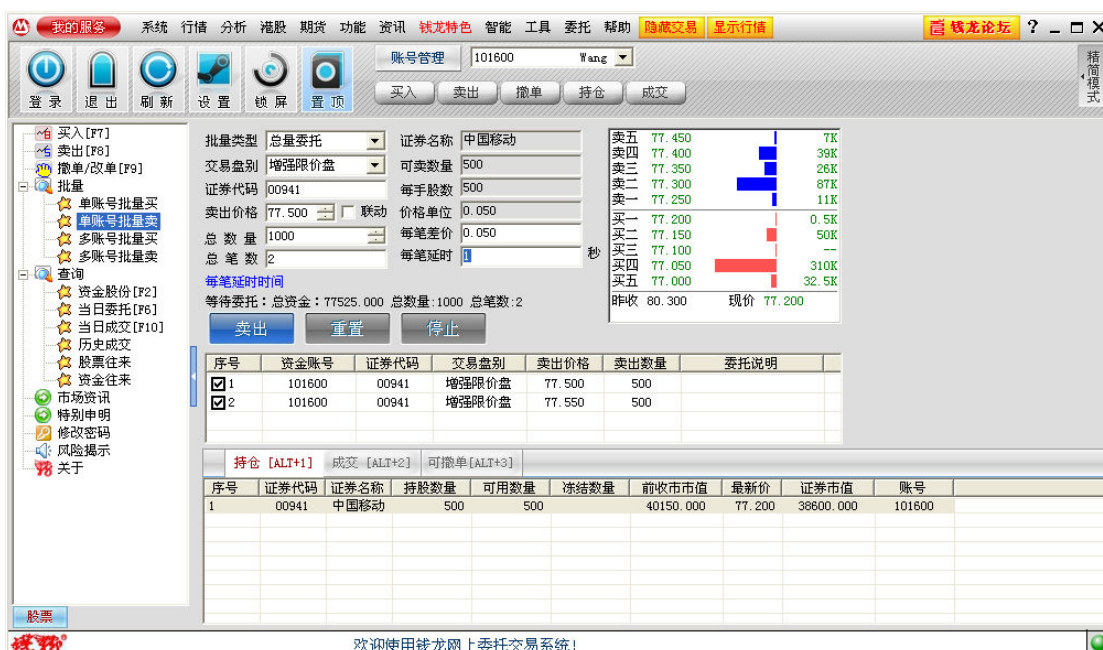 我的服务 系统 行情 分析 港股 期货 功能 资讯 钱龙特色 智能 工具 委托 帮助 隐藏交易 显示行情 钱龙论坛 ?
账号管理 101600 Wang
登录 退出 刷新 设置 锁屏 置顶
买入 卖出 撤单 持仓 成交
精简模式
买入[F7]
卖出[F8]
撤单/改单[F9]
批量
单账号批量买
单账号批量卖
多账号批量买
多账号批量卖
查询
资金股份[F2]
当日委托[F6]
当日成交[F10]
历史成交
股票往来
资金往来
市场资讯
特别申明
修改密码
风险揭示
关于
股票
批量类型 总量委托 证券名称 中国移动
交易盘别 增强限价盘 可卖数量 500
证券代码 00941 每手股数 500
卖出价格 77.500 联动 价格单位 0.050
总 数 量 1000 每笔差价 0.050
总 笔 数 2 每笔延时 1 秒
每笔延时时间
等待委托：总资金：77525.000 总数量:1000 总笔数:2
卖出 重置 停止
卖五 77.450 7K
卖四 77.400 39K
卖三 77.350 26K
卖二 77.300 87K
卖一 77.250 11K
买一 77.200 0.5K
买二 77.150 50K
买三 77.100 --
买四 77.050 310K
买五 77.000 32.5K
昨收 80.300 现价 77.200
序号 资金账号 证券代码 交易盘别 卖出价格 卖出数量 委托说明
1 101600 00941 增强限价盘 77.500 500
2 101600 00941 增强限价盘 77.550 500
持仓 [ALT+1] 成交 [ALT+2] 可撤单[ALT+3]
序号 证券代码 证券名称 持股数量 可用数量 冻结数量 前收市市值 最新价 证券市值 账号
1 00941 中国移动 500 500 40150.000 77.200 38600.000 101600
欢迎使用钱龙网上委托交易系统!